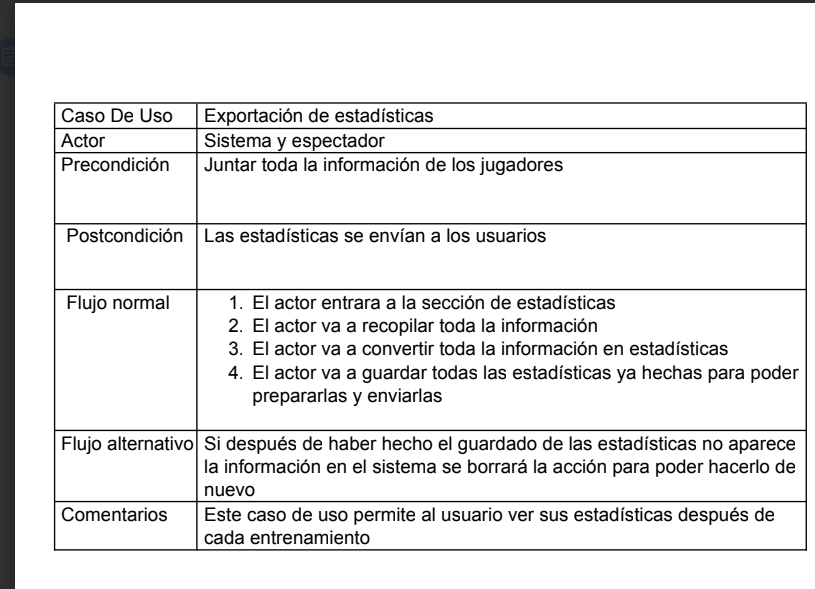 Caso De Uso Exportación de estadísticas
Actor Sistema y espectador
Precondición Juntar toda la información de los jugadores
Postcondición Las estadísticas se envían a los usuarios
Flujo normal 1. El actor entrara a la sección de estadísticas
2. El actor va a recopilar toda la información
3. El actor va a convertir toda la información en estadísticas
4. El actor va a guardar todas las estadísticas ya hechas para poder
prepararlas y enviarlas
Flujo alternativo Si después de haber hecho el guardado de las estadísticas no aparece
la información en el sistema se borrará la acción para poder hacerlo de
nuevo
Comentarios Este caso de uso permite al usuario ver sus estadísticas después de
cada entrenamiento